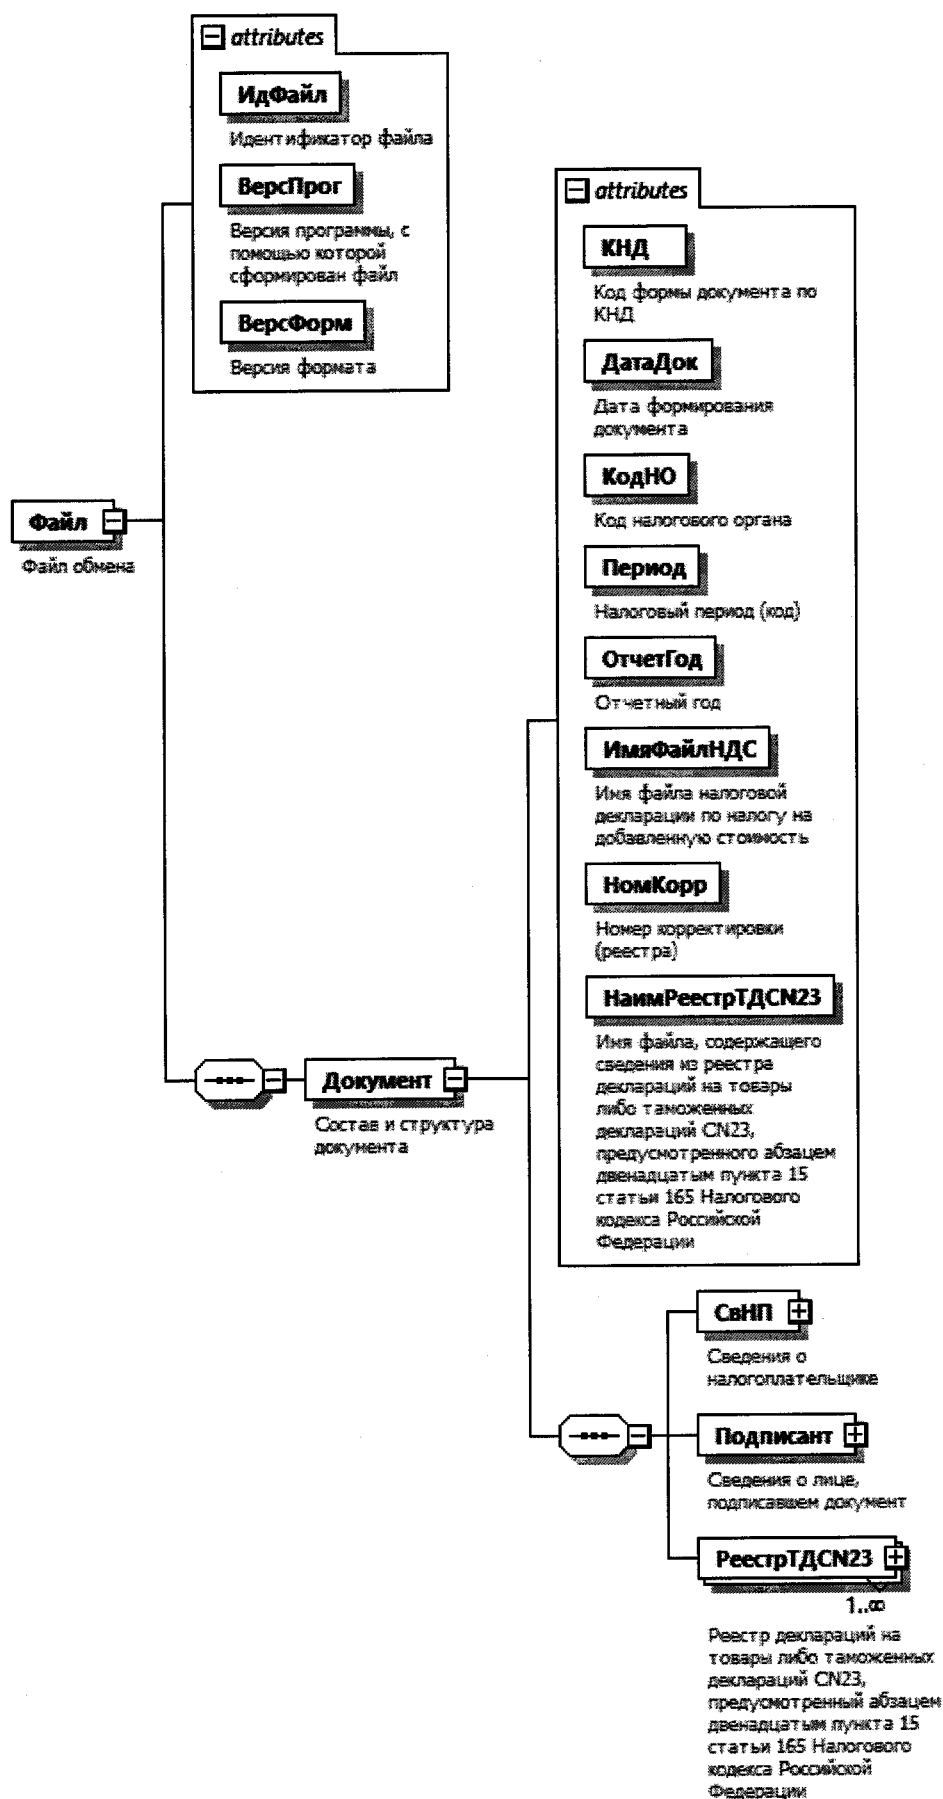 attributes
ИдФайл
Идентификатор файла
ВерсПрог
Версия программы, с
помощью которой
сформирован файл
ВерсФорм
Версия формата
Файл
Файл обмена
attributes
КНД
Код формы документа по
КНД
ДатаДок
Дата формирования
документа
КодНО
Код налогового органа
Период
Налоговый период (код)
ОтчетГод
Отчетный год
ИмяФайлНДС
Имя файла налоговой
декларации по налогу на
добавленную стоимость
НомКорр
Номер корректировки
(реестра)
НаимРеестрТДCN23
Имя файла, содержащего
сведения из реестра
деклараций на товары
либо таможенных
деклараций CN23,
предусмотренного абзацем
двенадцатым пункта 15
статьи 165 Налогового
кодекса Российской
Федерации
Документ
Состав и структура
документа
СвНП
Сведения о
налогоплательщике
Подписант
Сведения о лице,
подписавшем документ
РеестрТДCN23
1..∞
Реестр деклараций на
товары либо таможенных
деклараций CN23,
предусмотренный абзацем
двенадцатым пункта 15
статьи 165 Налогового
кодекса Российской
Федерации